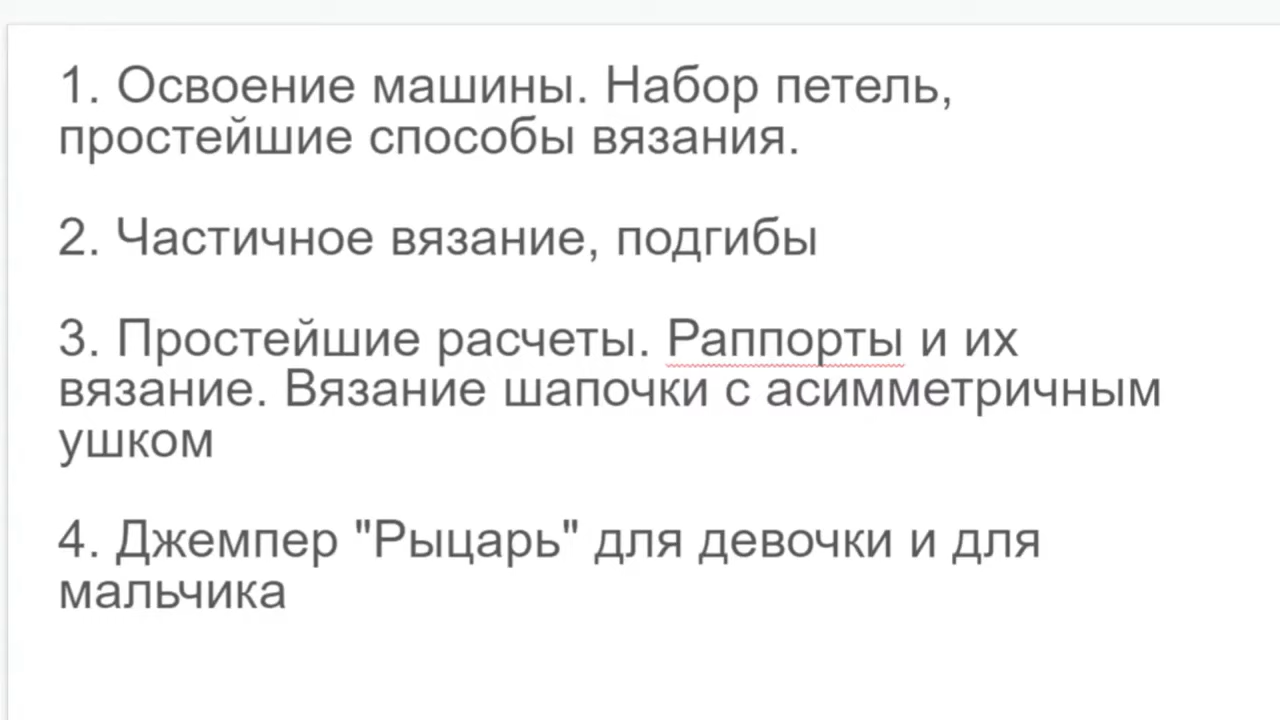 1. Освоение машины. Набор петель,
простейшие способы вязания.
2. Частичное вязание, подгибы
3. Простейшие расчеты. Раппорты и их
вязание. Вязание шапочки с асимметричным
ушком
4. Джемпер "Рыцарь" для девочки и для
мальчика